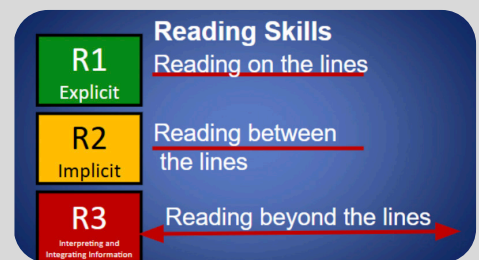 Reading Skills
R1
Explicit
Reading on the lines
R2
Implicit
Reading between
the lines
R3
Interpreting and
Integrating Information
Reading beyond the lines